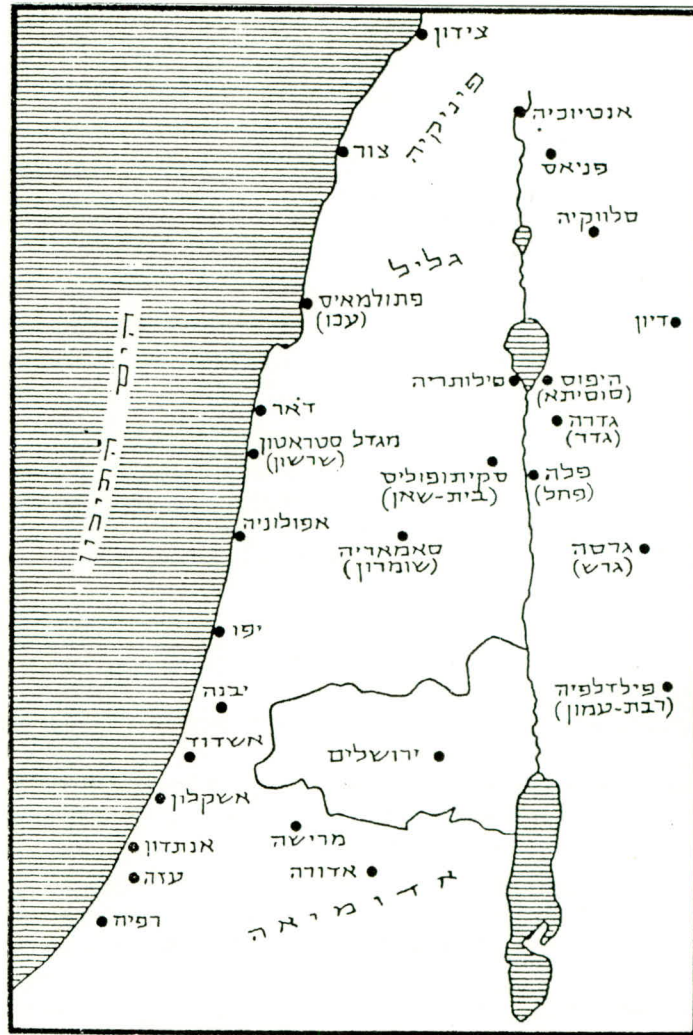 צידון
פיניקיה
אנטיוכיה
צור
פניאס
סלווקיה
גליל
פתולמאיס
(עכו)
דיון
הים התיכון
היפוס
(סוסיתא)
פילותריה
דאר
גדרה
(גדר)
מגדל סטראטון
(שרשון)
סקיתופוליס
(בית-שאן)
פלה
(פחל)
אפולוניה
סאמאריה
(שומרון)
גרסה
(גרש)
יפו
פילדלפיה
(רבת-עמון)
יבנה
אשדוד
ירושלים
אשקלון
מרישה
אנתדון
אדורה
עזה
אדומיאה
רפיח